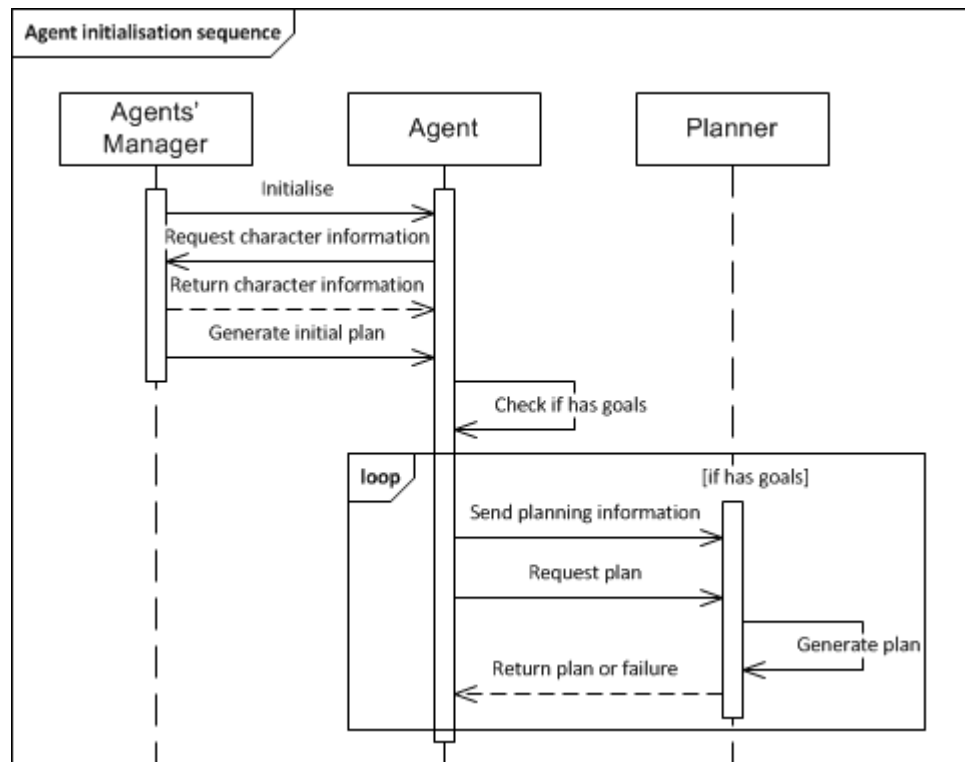 Agent initialisation sequence
Agents'
Manager
Agent
Planner
Initialise
Request character information
Return character information
Generate initial plan
Check if has goals
loop
[if has goals]
Send planning information
Request plan
Generate plan
Return plan or failure